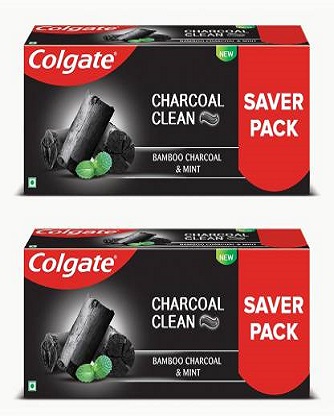 Colgate®
NEW
CHARCOAL
CLEAN
BAMBOO CHARCOAL
& MINT
SAVER
PACK
Colgate®
NEW
CHARCOAL
CLEAN
BAMBOO CHARCOAL
& MINT
SAVER
PACK